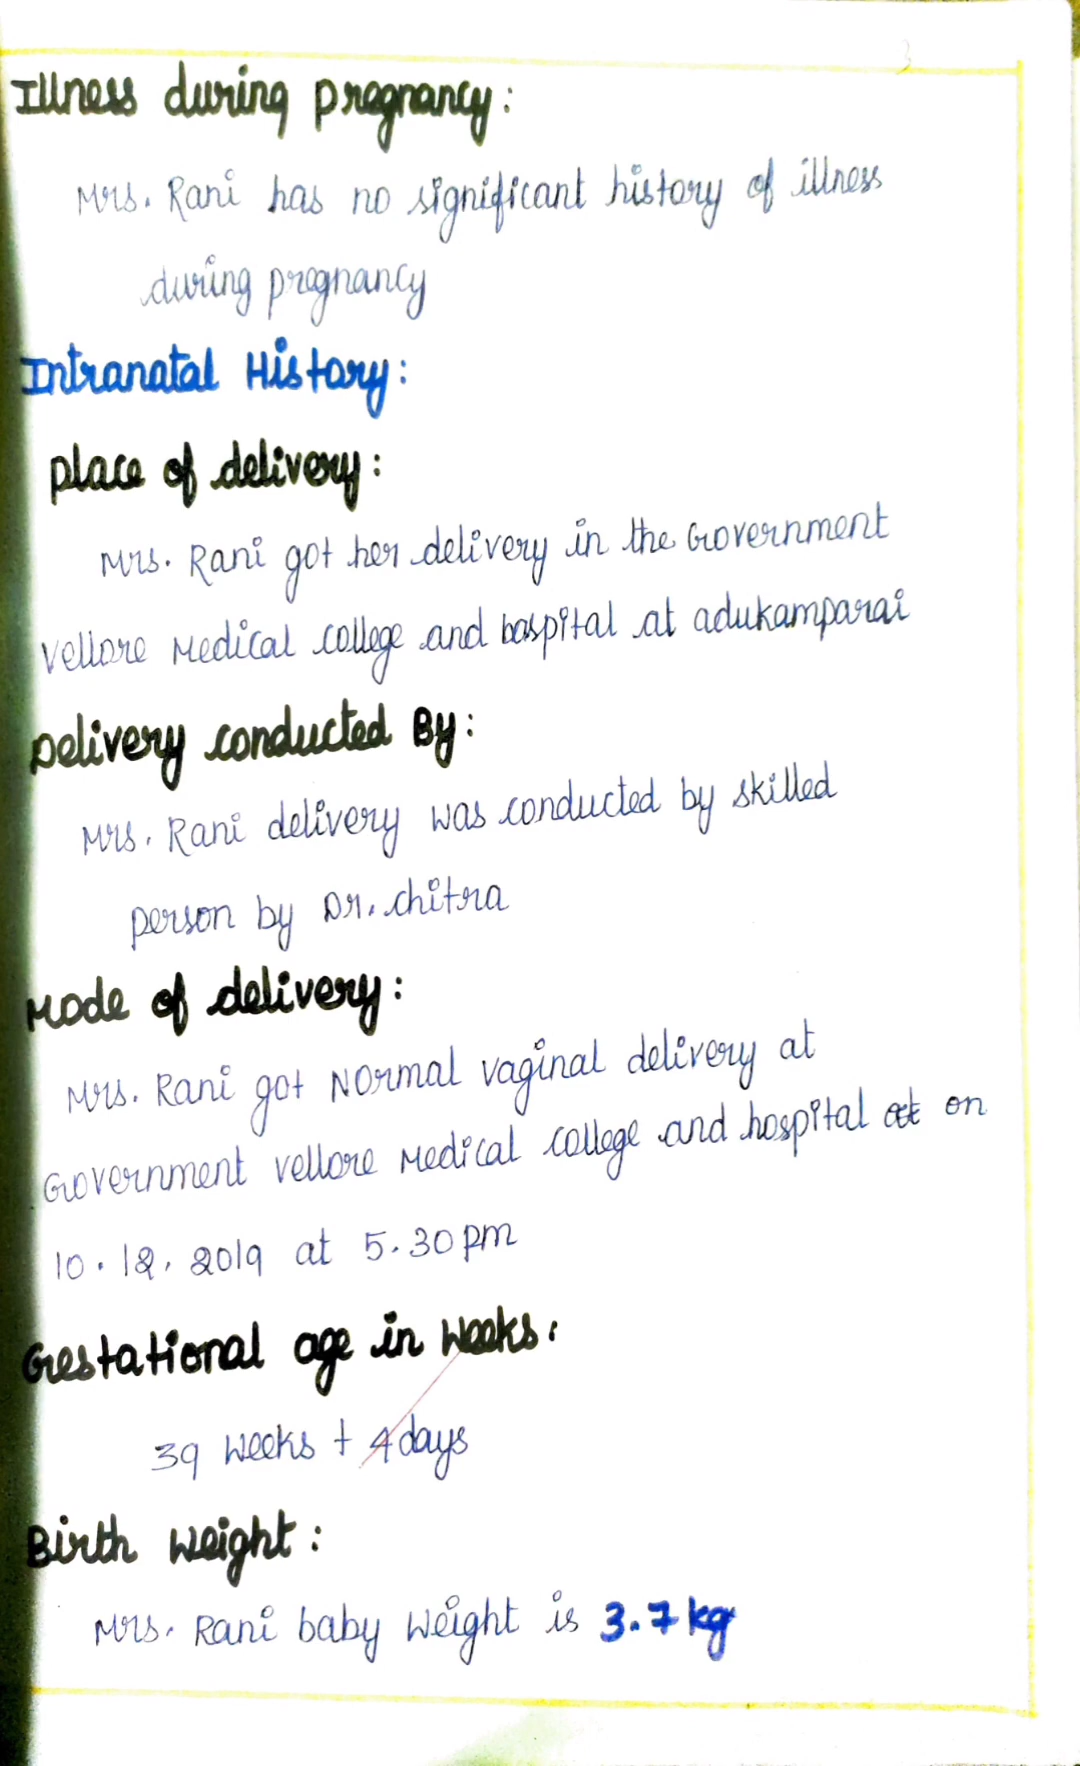 Illness during pregnancy:
Mrs. Rani has no significant history of illness
during pregnancy
Intranatal History:
place of delivery:
Mrs. Rani got her delivery in the Government
Vellore Medical college and hospital at adukamparai
Delivery conducted By:
Mrs. Rani delivery was conducted by skilled
person by Dr. chitra
Mode of delivery:
Mrs. Rani got Normal vaginal delivery at
Government vellore Medical college and hospital at on
10.12.2019 at 5.30 pm
Gestational age in weeks:
39 weeks + 4 days
Birth weight:
Mrs. Rani baby weight is 3.7 kg